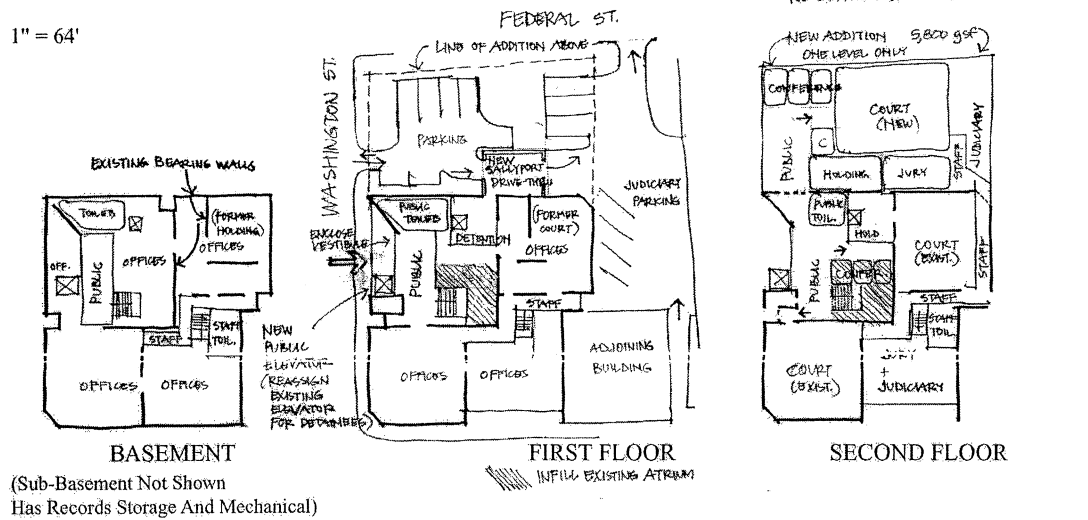 1" = 64'
FEDERAL ST.
LINE OF ADDITION ABOVE
WASHINGDON ST.
PARKING
NEW
SALLYPORT
DRIVE-THRU
JUDICIARY
PARKING
EXISTING BEARING WALLS
TOILEB
(FORMER
HOLDING)
OFFICES
OFFICES
OFF.
PUBLIC
STAFF
STAFF
TOIL.
OFFICES
OFFICES
BASEMENT
(Sub-Basement Not Shown
Has Records Storage And Mechanical)
PUBLIC
TOILEB
ENCLOSE
VESTIBULE
DETENTION
(FORMER
COURT)
OFFICES
PUBLIC
STAFF
NEW
PUBLIC
ELEVATOR
(REASSIGN
EXISTING
ELEVATOR
FOR DETAINEES)
OFFICES
OFFICES
ADJOINING
BUILDING
FIRST FLOOR
INFILL EXISTING ATRIUM
NEW ADDITION 5,800 gsf
ONE LEVEL ONLY
CONFERENCE
COURT
(NEW)
PUBLIC
C
HOLDING
JURY
STAFF
JUDICIARY
PUBLIC
TOIL.
HOLD
COURT
(EXIST.)
STAFF
PUBLIC
CONFER
STAFF
STAFF
TOIL.
COURT
(EXIST.)
JURY
+
JUDICIARY
SECOND FLOOR